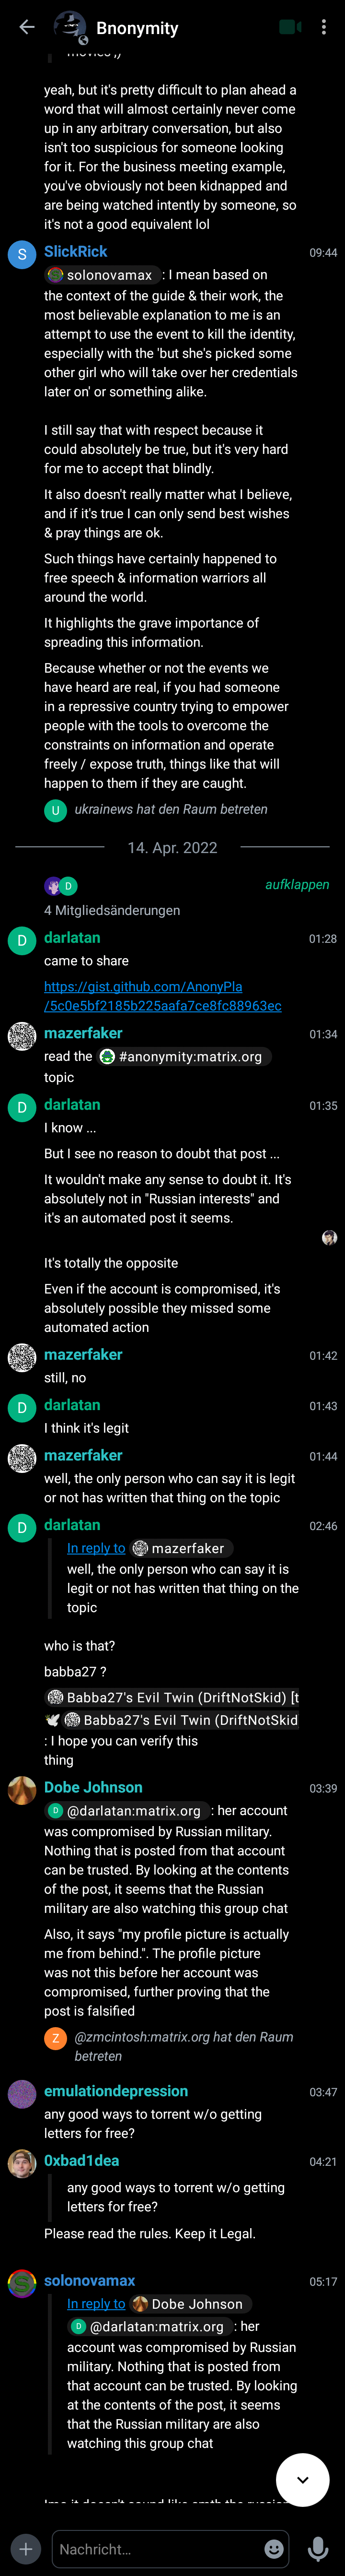 Bnonymity
yeah, but it's pretty difficult to plan ahead a
word that will almost certainly never come
up in any arbitrary conversation, but also
isn't too suspicious for someone looking
for it. For the business meeting example,
you've obviously not been kidnapped and
are being watched intently by someone, so
it's not a good equivalent lol
S
SlickRick
09:44
solonovamax : I mean based on
the context of the guide & their work, the
most believable explanation to me is an
attempt to use the event to kill the identity,
especially with the 'but she's picked some
other girl who will take over her credentials
later on' or something alike.
I still say that with respect because it
could absolutely be true, but it's very hard
for me to accept that blindly.
It also doesn't really matter what I believe,
and if it's true I can only send best wishes
& pray things are ok.
Such things have certainly happened to
free speech & information warriors all
around the world.
It highlights the grave importance of
spreading this information.
Because whether or not the events we
have heard are real, if you had someone
in a repressive country trying to empower
people with the tools to overcome the
constraints on information and operate
freely / expose truth, things like that will
happen to them if they are caught.
U ukrainews hat den Raum betreten
14. Apr. 2022
D
aufklappen
4 Mitgliedsänderungen
D
darlatan
01:28
came to share
https://gist.github.com/AnonyPla
/5c0e5bf2185b225aafa7ce8fc88963ec
mazerfaker
01:34
read the #anonymity:matrix.org
topic
D
darlatan
01:35
I know ...
But I see no reason to doubt that post ...
It wouldn't make any sense to doubt it. It's
absolutely not in "Russian interests" and
it's an automated post it seems.
It's totally the opposite
Even if the account is compromised, it's
absolutely possible they missed some
automated action
mazerfaker
01:42
still, no
D
darlatan
01:43
I think it's legit
mazerfaker
01:44
well, the only person who can say it is legit
or not has written that thing on the topic
D
darlatan
02:46
In reply to mazerfaker
well, the only person who can say it is
legit or not has written that thing on the
topic
who is that?
babba27 ?
Babba27's Evil Twin (DriftNotSkid) [t
🕊 Babba27's Evil Twin (DriftNotSkid
: I hope you can verify this
thing
Dobe Johnson
03:39
D @darlatan:matrix.org : her account
was compromised by Russian military.
Nothing that is posted from that account
can be trusted. By looking at the contents
of the post, it seems that the Russian
military are also watching this group chat
Also, it says "my profile picture is actually
me from behind.". The profile picture
was not this before her account was
compromised, further proving that the
post is falsified
Z @zmcintosh:matrix.org hat den Raum
betreten
emulationdepression
03:47
any good ways to torrent w/o getting
letters for free?
0xbad1dea
04:21
any good ways to torrent w/o getting
letters for free?
Please read the rules. Keep it Legal.
solonovamax
05:17
In reply to Dobe Johnson
D @darlatan:matrix.org : her
account was compromised by Russian
military. Nothing that is posted from
that account can be trusted. By looking
at the contents of the post, it seems
that the Russian military are also
watching this group chat
Nachricht...